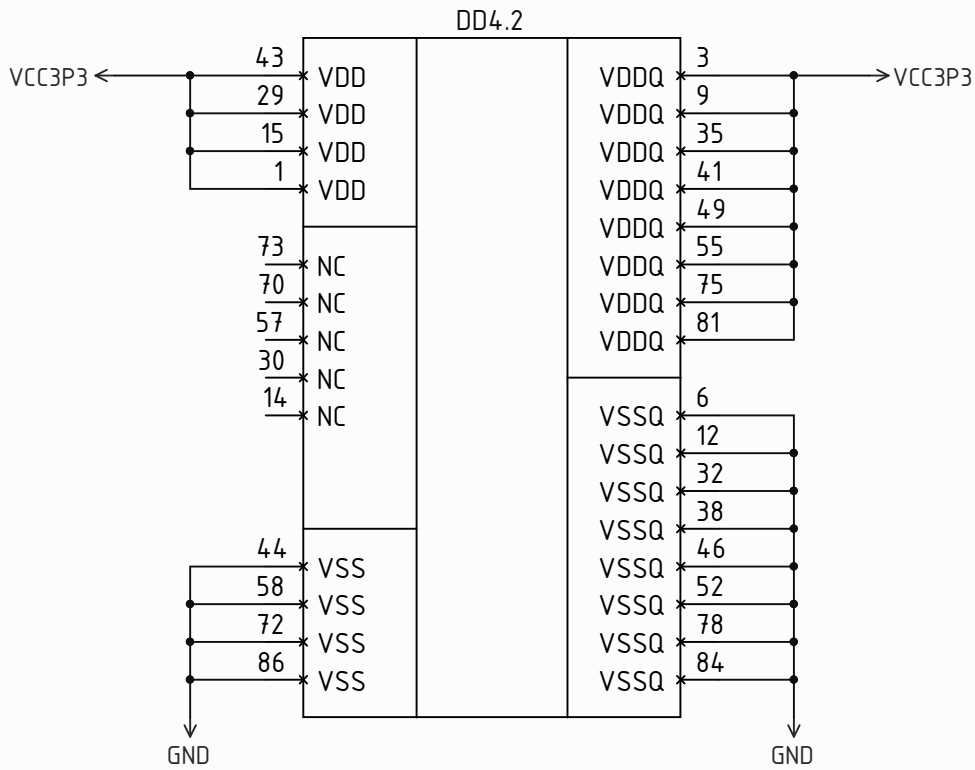 DD4.2
VCC3P3 43 VDD VDDQ 3 VCC3P3
29 VDD VDDQ 9
15 VDD VDDQ 35
1 VDD VDDQ 41
VDDQ 49
73 NC VDDQ 55
70 NC VDDQ 75
57 NC VDDQ 81
30 NC
14 NC VSSQ 6
VSSQ 12
VSSQ 32
VSSQ 38
44 VSS VSSQ 46
58 VSS VSSQ 52
72 VSS VSSQ 78
86 VSS VSSQ 84
GND GND